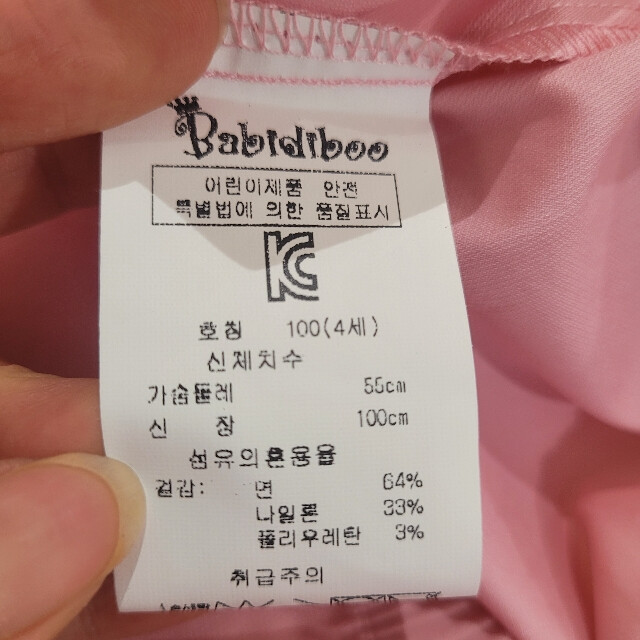 Babidiboo
어린이제품 안전
특별법에 의한 품질표시
KC
호칭 100(4세)
신체치수
가슴둘레 55cm
신 장 100cm
섬유의혼용율
겉감: 면 64%
나일론 33%
폴리우레탄 3%
취급주의